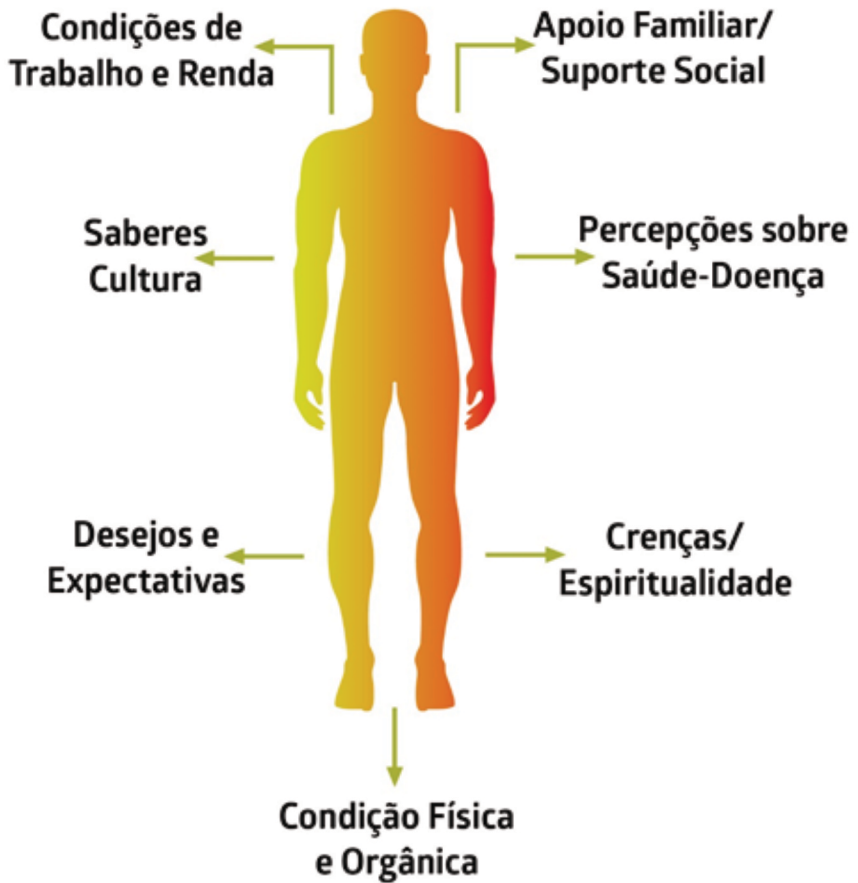 Condições de
Trabalho e Renda
Apoio Familiar/
Suporte Social
Saberes
Cultura
Percepções sobre
Saúde-Doença
Desejos e
Expectativas
Crenças/
Espiritualidade
Condição Física
e Orgânica